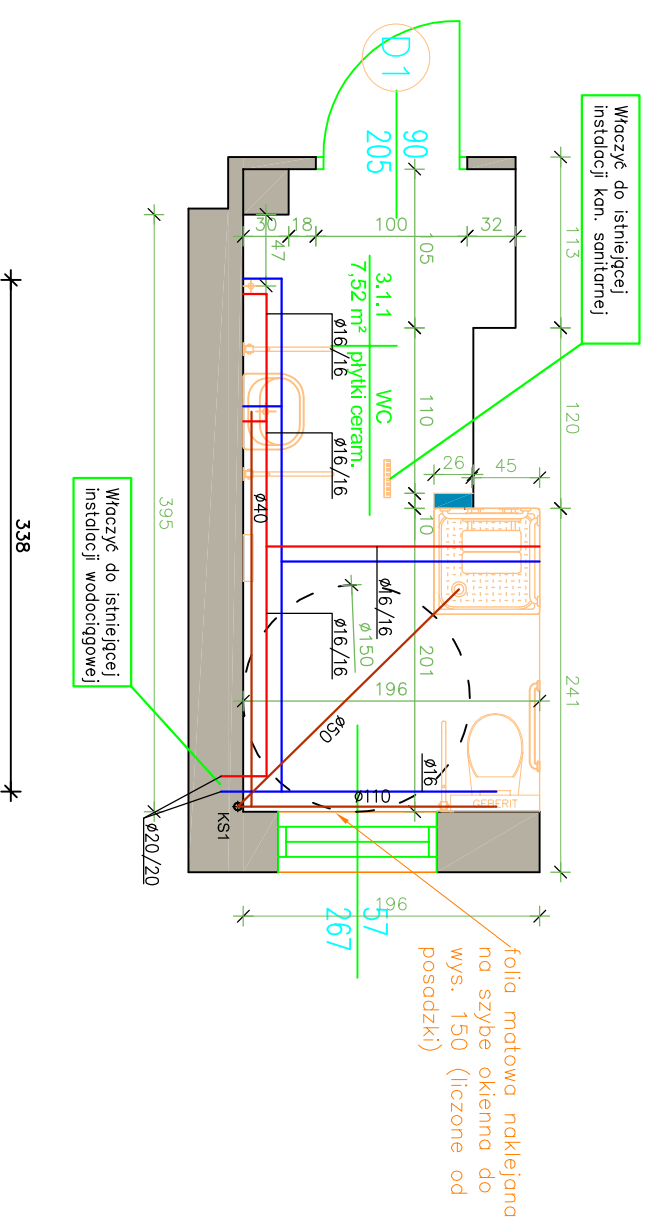 D1
90
205
Włączyć do istniejącej
instalacji kan. sanitarnej
113
120
241
30
18
100
32
47
105
110
10
201
26
45
3.1.1 WC
7,52 m² płytki ceram.
ø16/16
ø16/16
ø16/16
ø16/16
ø40
ø150
196
ø50
ø16
ø110
GEBERIT
KS1
ø20/20
395
338
Włączyć do istniejącej
instalacji wodociągowej
196
57
267
folia matowa naklejana
na szybe okienna do
wys. 150 (liczone od
posadzki)